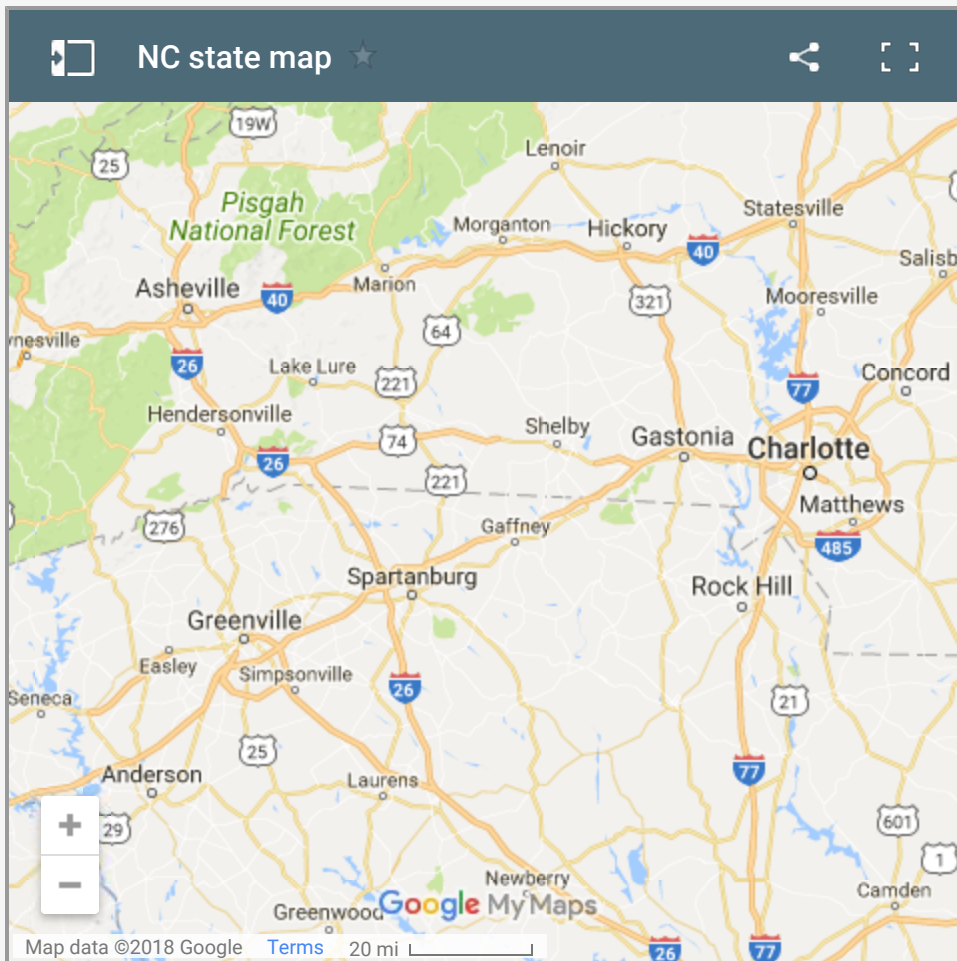 NC state map
19W
25
Lenoir
Pisgah
National Forest
Statesville
Morganton
Hickory
40
Salisb
Marion
Asheville
40
321
Mooresville
64
ynesville
26
Lake Lure
221
77
Concord
Hendersonville
74
Shelby
Gastonia
Charlotte
26
221
Matthews
276
Gaffney
485
Spartanburg
Rock Hill
Greenville
Easley
Simpsonville
26
Seneca
21
25
77
Anderson
Laurens
+
29
601
1
−
Newberry
Camden
Greenwood
Google My Maps
Map data ©2018 Google Terms 20 mi
26
77